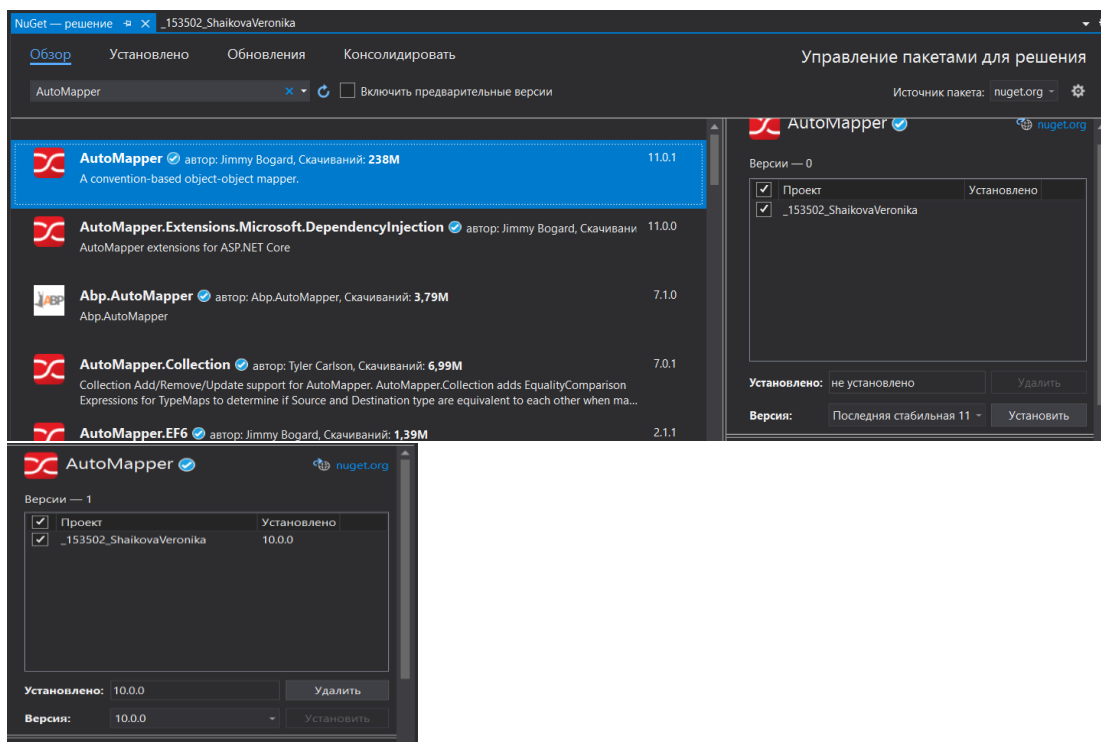 NuGet — решение _153502_ShaikovaVeronika
Обзор Установлено Обновления Консолидировать
Управление пакетами для решения
AutoMapper
Включить предварительные версии
Источник пакета: nuget.org
AutoMapper автор: Jimmy Bogard, Скачиваний: 238M 11.0.1
A convention-based object-object mapper.
AutoMapper.Extensions.Microsoft.DependencyInjection автор: Jimmy Bogard, Скачивани 11.0.0
AutoMapper extensions for ASP.NET Core
ABP
Abp.AutoMapper автор: Abp.AutoMapper, Скачиваний: 3,79M 7.1.0
Abp.AutoMapper
AutoMapper.Collection автор: Tyler Carlson, Скачиваний: 6,99M 7.0.1
Collection Add/Remove/Update support for AutoMapper. AutoMapper.Collection adds EqualityComparison
Expressions for TypeMaps to determine if Source and Destination type are equivalent to each other when ma...
AutoMapper.EF6 автор: Jimmy Bogard, Скачиваний: 1,39M 2.1.1
AutoMapper nuget.org
Версии — 0
Проект Установлено
_153502_ShaikovaVeronika
Установлено: не установлено Удалить
Версия: Последняя стабильная 11 Установить
AutoMapper nuget.org
Версии — 1
Проект Установлено
_153502_ShaikovaVeronika 10.0.0
Установлено: 10.0.0 Удалить
Версия: 10.0.0 Установить